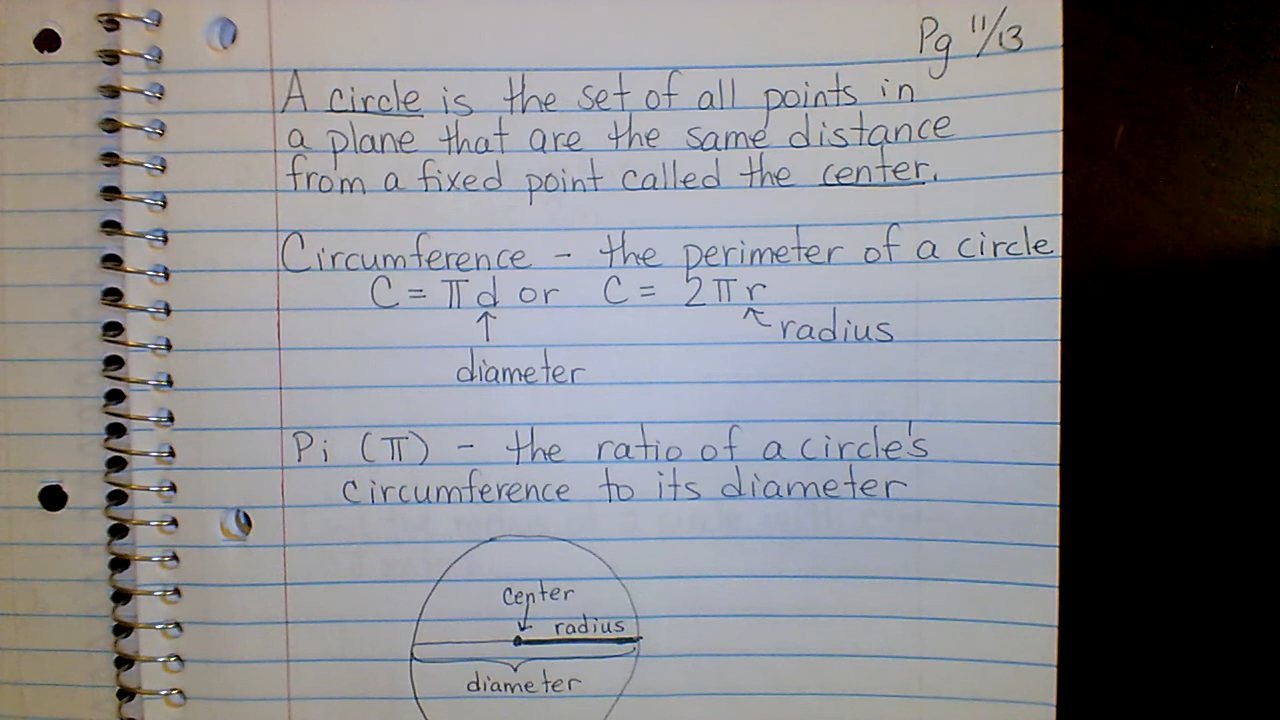 Pg 11/13
A circle is the set of all points in
a plane that are the same distance
from a fixed point called the center.
Circumference - the perimeter of a circle
C = πd or C = 2πr
radius
diameter
Pi (π) - the ratio of a circle's
circumference to its diameter
center
radius
diameter